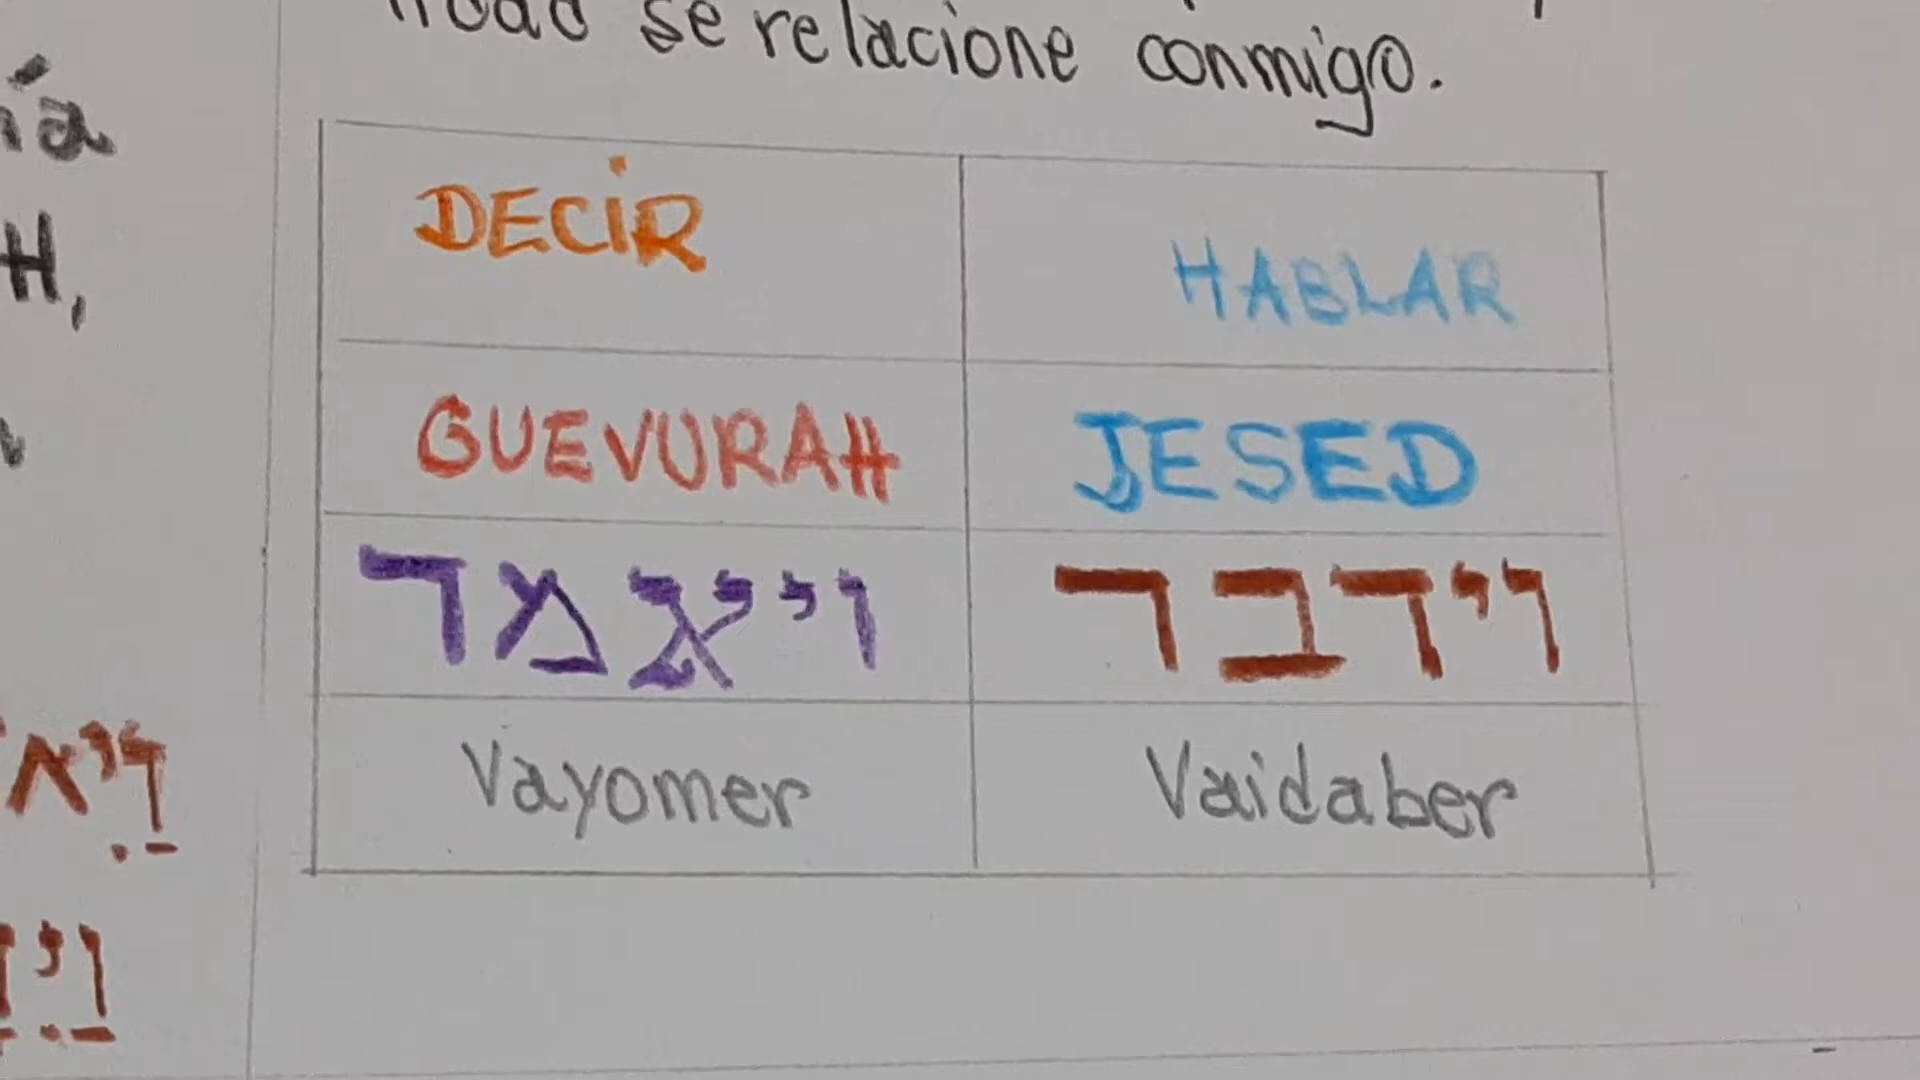 se relacione conmigo.
DECIR HABLAR
GUEVURAH JESED
ויאמר וידבר
Vayomer Vaidaber